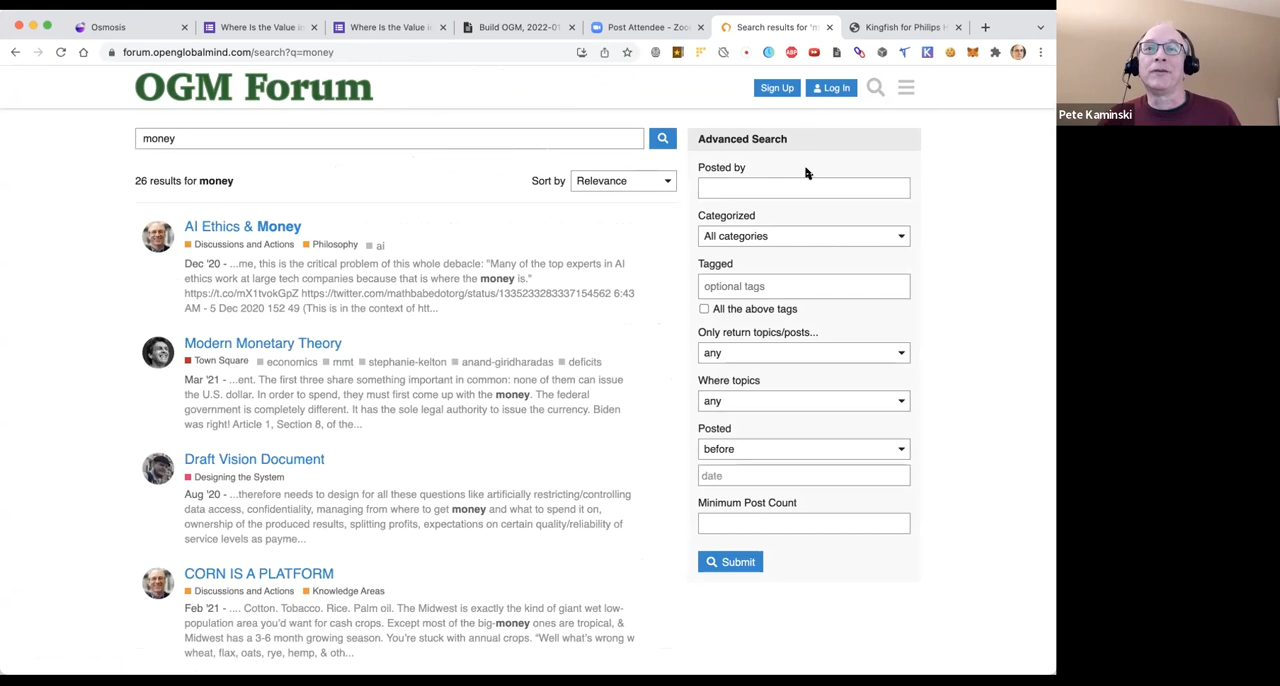 Osmosis
Where Is the Value i
Where Is the Value i
Build OGM, 2022-0
Post Attendee - Zoo
Search results for 'm
Kingfish for Philips H
forum.openglobalmind.com/search?q=money
OGM Forum
Sign Up
Log In
money
26 results for money
Sort by
Relevance
AI Ethics & Money
Discussions and Actions Philosophy ai
Dec '20 - ...me, this is the critical problem of this whole debacle: "Many of the top experts in AI
ethics work at large tech companies because that is where the money is."
https://t.co/mX1tvokGpZ https://twitter.com/mathbabedotorg/status/1335233283337154562 6:43
AM - 5 Dec 2020 152 49 (This is in the context of htt...
Modern Monetary Theory
Town Square economics mmt stephanie-kelton anand-giridharadas deficits
Mar '21 - ...ent. The first three share something important in common: none of them can issue
the U.S. dollar. In order to spend, they must first come up with the money. The federal
government is completely different. It has the sole legal authority to issue the currency. Biden
was right! Article 1, Section 8, of the...
Draft Vision Document
Designing the System
Aug '20 - ...therefore needs to design for all these questions like artificially restricting/controlling
data access, confidentiality, managing from where to get money and what to spend it on,
ownership of the produced results, splitting profits, expectations on certain quality/reliability of
service levels as payme...
CORN IS A PLATFORM
Discussions and Actions Knowledge Areas
Feb '21 - .... Cotton. Tobacco. Rice. Palm oil. The Midwest is exactly the kind of giant wet low-
population area you'd want for cash crops. Except most of the big-money ones are tropical, &
Midwest has a 3-6 month growing season. You're stuck with annual crops. "Well what's wrong w
wheat, flax, oats, rye, hemp, & oth...
Advanced Search
Posted by
Categorized
All categories
Tagged
optional tags
All the above tags
Only return topics/posts...
any
Where topics
any
Posted
before
date
Minimum Post Count
Submit
Pete Kaminski